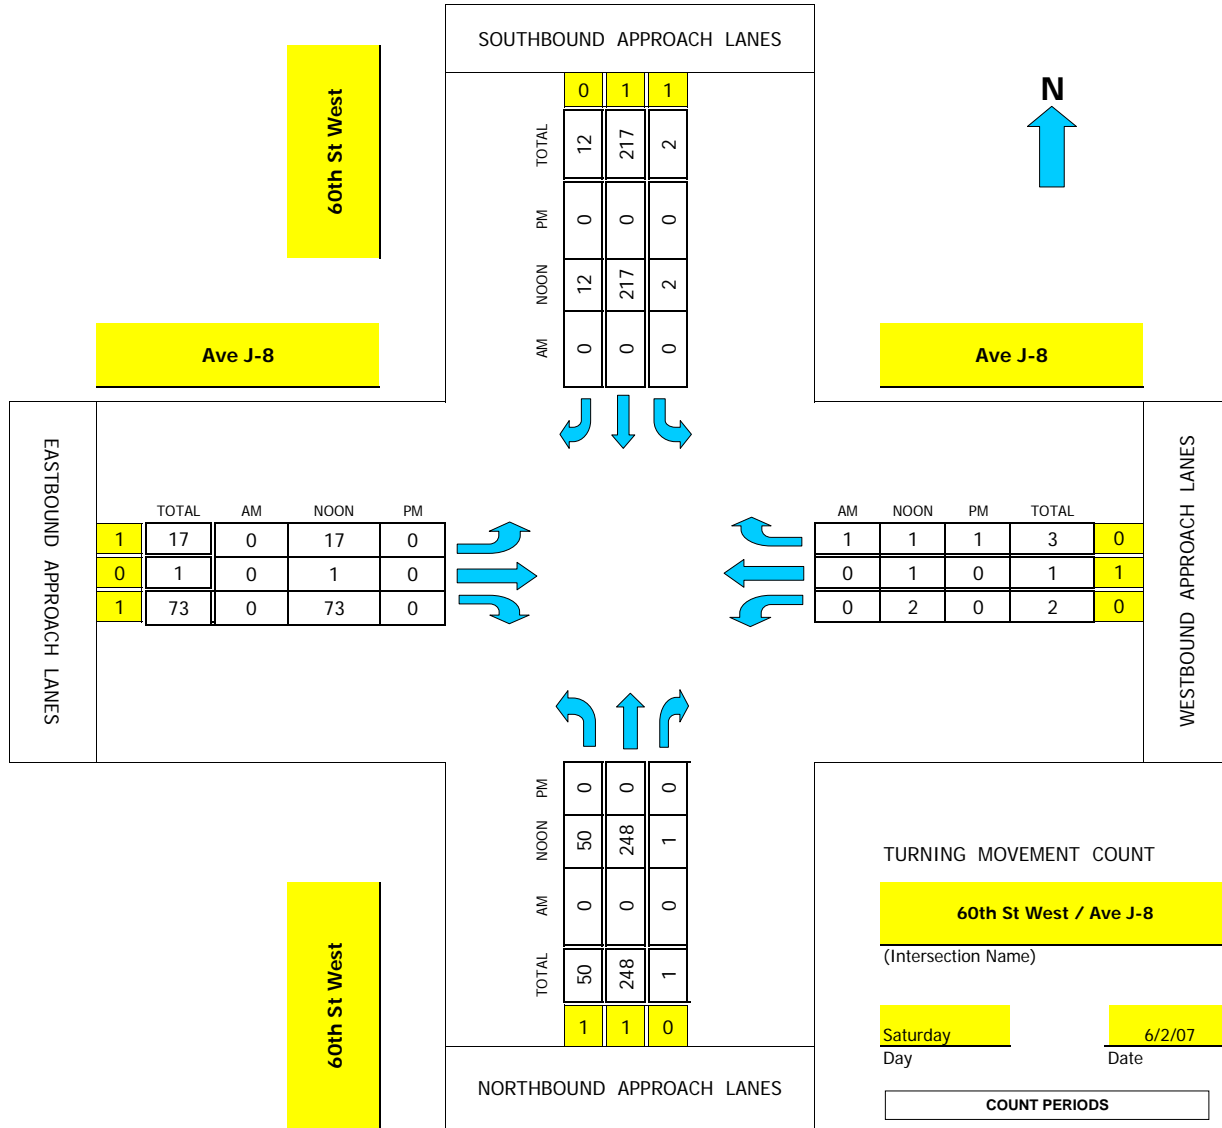 SOUTHBOUND APPROACH LANES
0 1 1
TOTAL 12 217 2
PM 0 0 0
NOON 12 217 2
AM 0 0 0
60th St West
N
Ave J-8
Ave J-8
EASTBOUND APPROACH LANES
TOTAL AM NOON PM
1 17 0 17 0
0 1 0 1 0
1 73 0 73 0
AM NOON PM TOTAL
1 1 1 3 0
0 1 0 1 1
0 2 0 2 0
WESTBOUND APPROACH LANES
PM 0 0 0
NOON 50 248 1
AM 0 0 0
TOTAL 50 248 1
1 1 0
NORTHBOUND APPROACH LANES
60th St West
TURNING MOVEMENT COUNT
60th St West / Ave J-8
(Intersection Name)
Saturday 6/2/07
Day Date
COUNT PERIODS